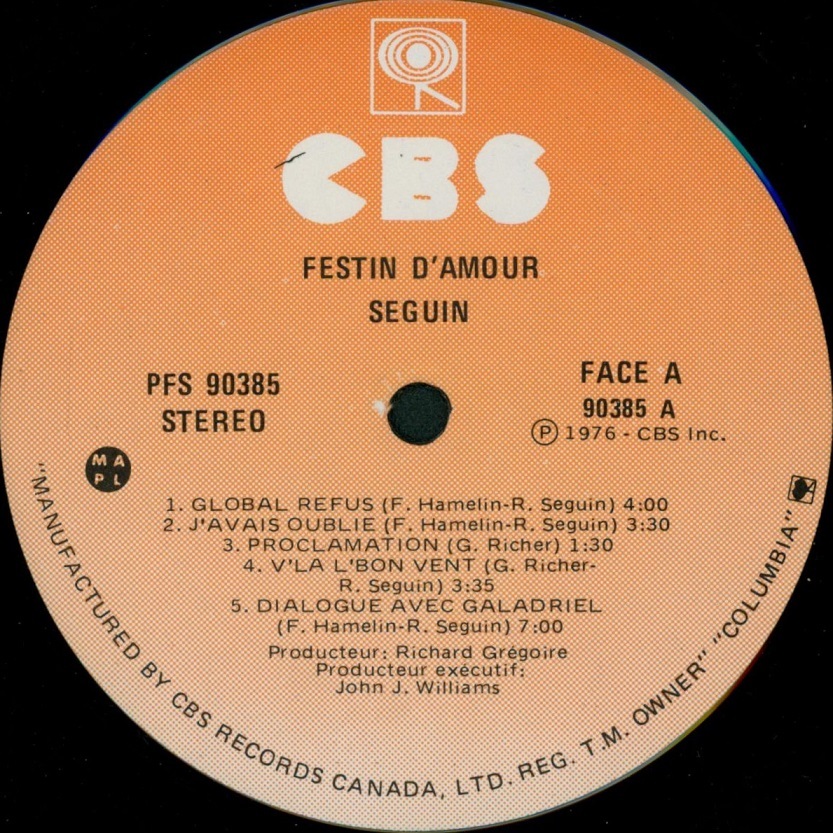 CBS
FESTIN D'AMOUR
SEGUIN
PFS 90385
STEREO
FACE A
90385 A
Ⓟ 1976 - CBS Inc.
M A
P L
1. GLOBAL REFUS (F. Hamelin-R. Seguin) 4:00
2. J'AVAIS OUBLIE (F. Hamelin-R. Seguin) 3:30
3. PROCLAMATION (G. Richer) 1:30
4. V'LA L'BON VENT (G. Richer-
R. Seguin) 3:35
5. DIALOGUE AVEC GALADRIEL
(F. Hamelin-R. Seguin) 7:00
Producteur: Richard Grégoire
Producteur exécutif:
John J. Williams
"MANUFACTURED BY CBS RECORDS CANADA, LTD. REG. T.M. OWNER" "COLUMBIA"